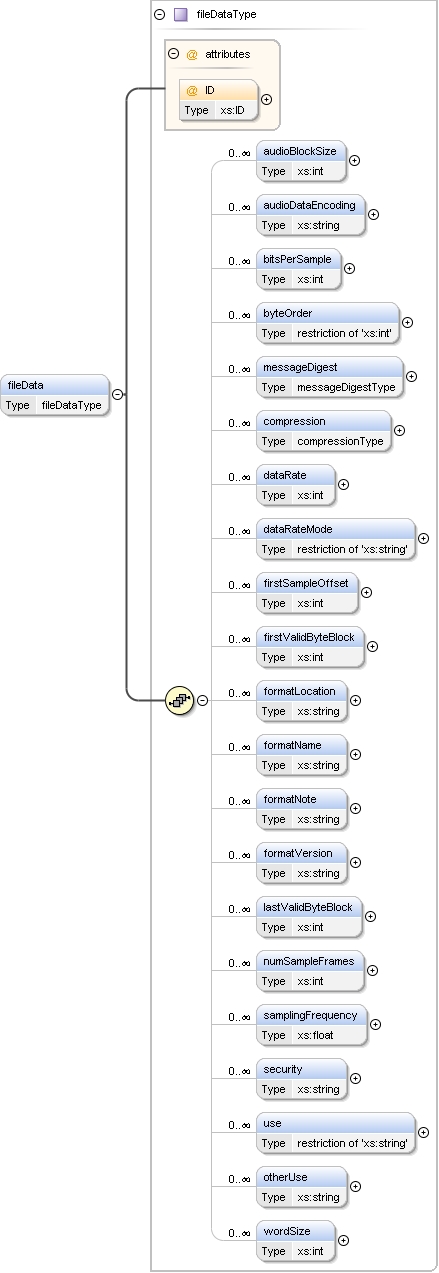 fileDataType
@ attributes
@ ID
Type xs:ID
0..∞ audioBlockSize
Type xs:int
0..∞ audioDataEncoding
Type xs:string
0..∞ bitsPerSample
Type xs:int
0..∞ byteOrder
Type restriction of 'xs:int'
0..∞ messageDigest
Type messageDigestType
fileData
Type fileDataType
0..∞ compression
Type compressionType
0..∞ dataRate
Type xs:int
0..∞ dataRateMode
Type restriction of 'xs:string'
0..∞ firstSampleOffset
Type xs:int
0..∞ firstValidByteBlock
Type xs:int
0..∞ formatLocation
Type xs:string
0..∞ formatName
Type xs:string
0..∞ formatNote
Type xs:string
0..∞ formatVersion
Type xs:string
0..∞ lastValidByteBlock
Type xs:int
0..∞ numSampleFrames
Type xs:int
0..∞ samplingFrequency
Type xs:float
0..∞ security
Type xs:string
0..∞ use
Type restriction of 'xs:string'
0..∞ otherUse
Type xs:string
0..∞ wordSize
Type xs:int